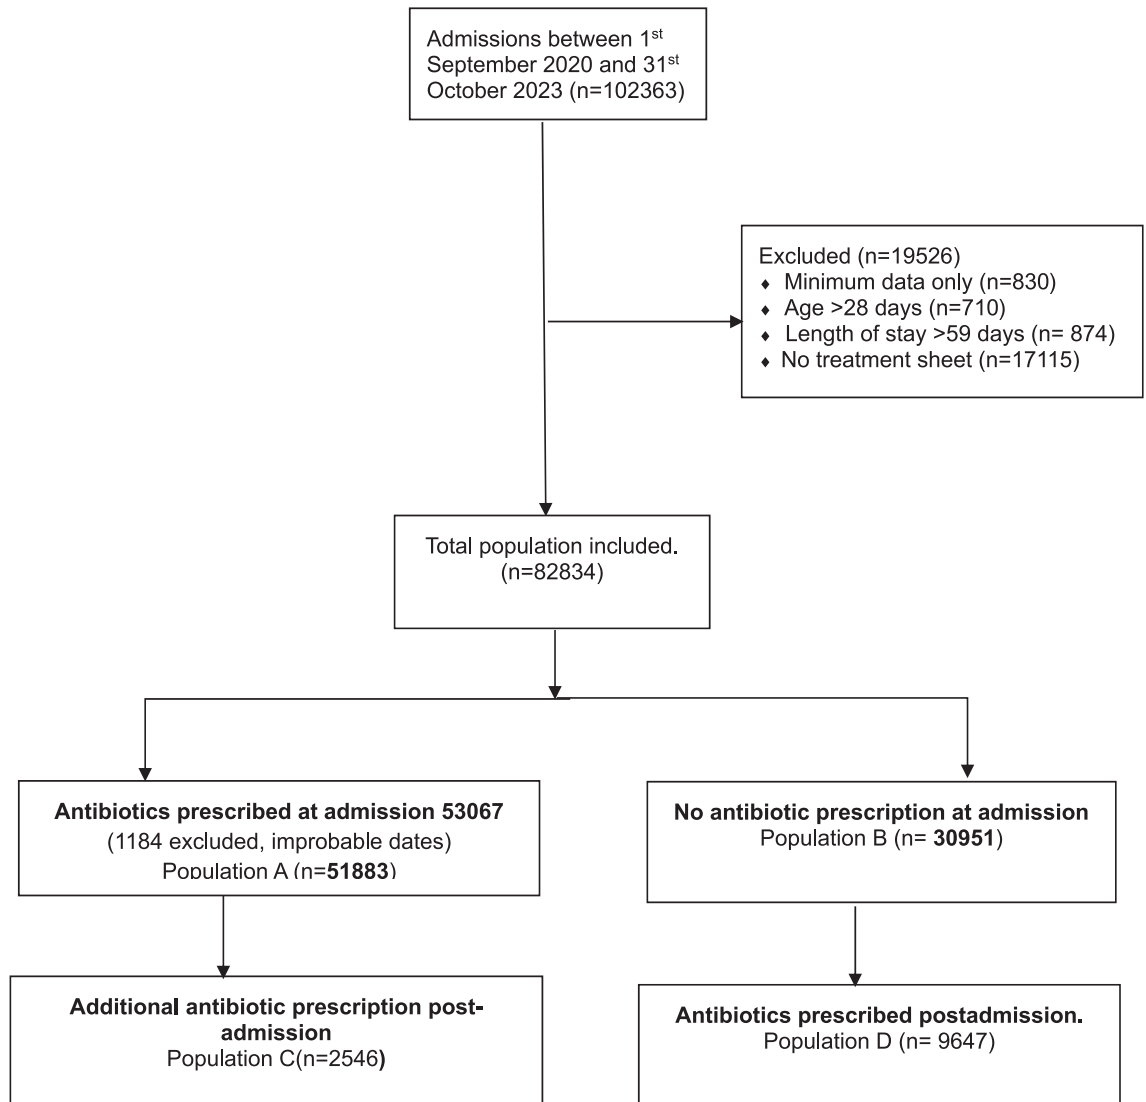 Admissions between 1st
September 2020 and 31st
October 2023 (n=102363)
Excluded (n=19526)
♦ Minimum data only (n=830)
♦ Age >28 days (n=710)
♦ Length of stay >59 days (n= 874)
♦ No treatment sheet (n=17115)
Total population included.
(n=82834)
Antibiotics prescribed at admission 53067
(1184 excluded, improbable dates)
Population A (n=51883)
No antibiotic prescription at admission
Population B (n= 30951)
Additional antibiotic prescription post-
admission
Population C(n=2546)
Antibiotics prescribed postadmission.
Population D (n= 9647)